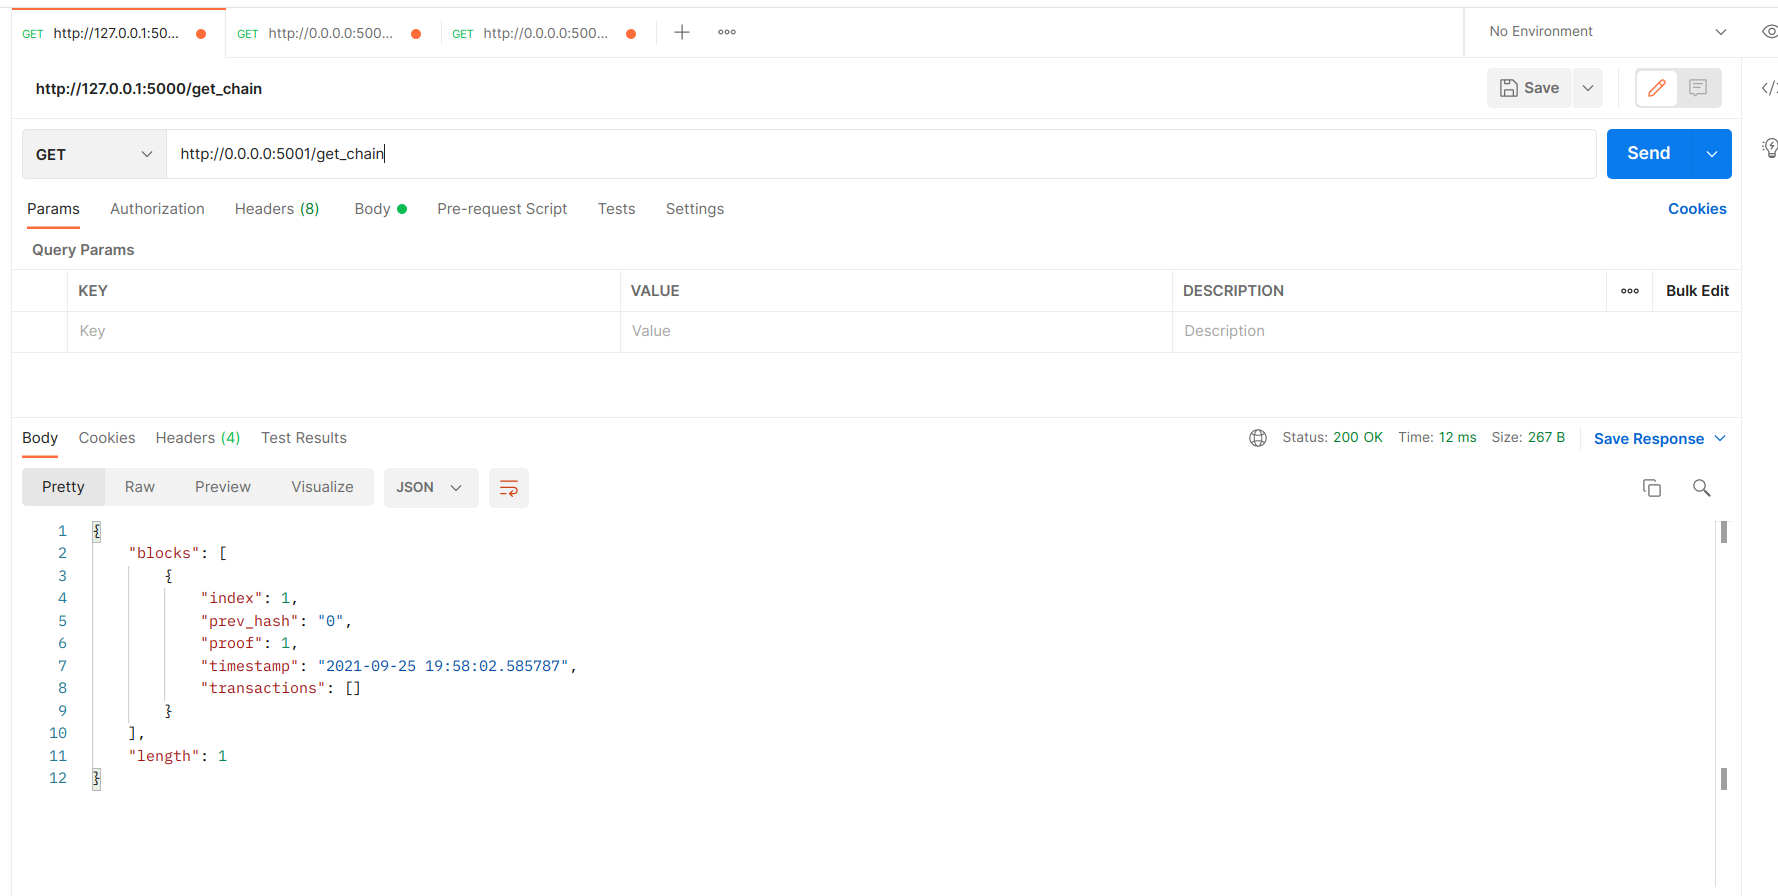 GET http://127.0.0.1:50... GET http://0.0.0.0:500... GET http://0.0.0.0:500... No Environment
http://127.0.0.1:5000/get_chain Save
GET http://0.0.0.0:5001/get_chain Send
Params Authorization Headers (8) Body Pre-request Script Tests Settings Cookies
Query Params
KEY VALUE DESCRIPTION Bulk Edit
Key Value Description
Body Cookies Headers (4) Test Results Status: 200 OK Time: 12 ms Size: 267 B Save Response
Pretty Raw Preview Visualize JSON
1 {
2 "blocks": [
3 {
4 "index": 1,
5 "prev_hash": "0",
6 "proof": 1,
7 "timestamp": "2021-09-25 19:58:02.585787",
8 "transactions": []
9 }
10 ],
11 "length": 1
12 }